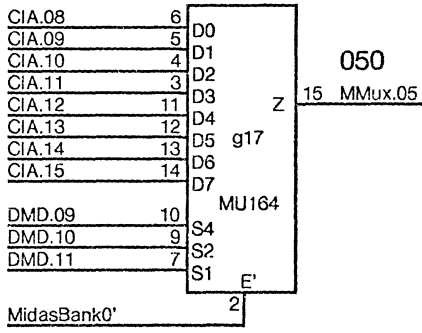 CIA.08 6 D0
CIA.09 5 D1
CIA.10 4 D2
CIA.11 3 D3
CIA.12 11 D4
CIA.13 12 D5
CIA.14 13 D6
CIA.15 14 D7
050
Z 15 MMux.05
g17
MU164
DMD.09 10 S4
DMD.10 9 S2
DMD.11 7 S1
E'
2
MidasBank0'